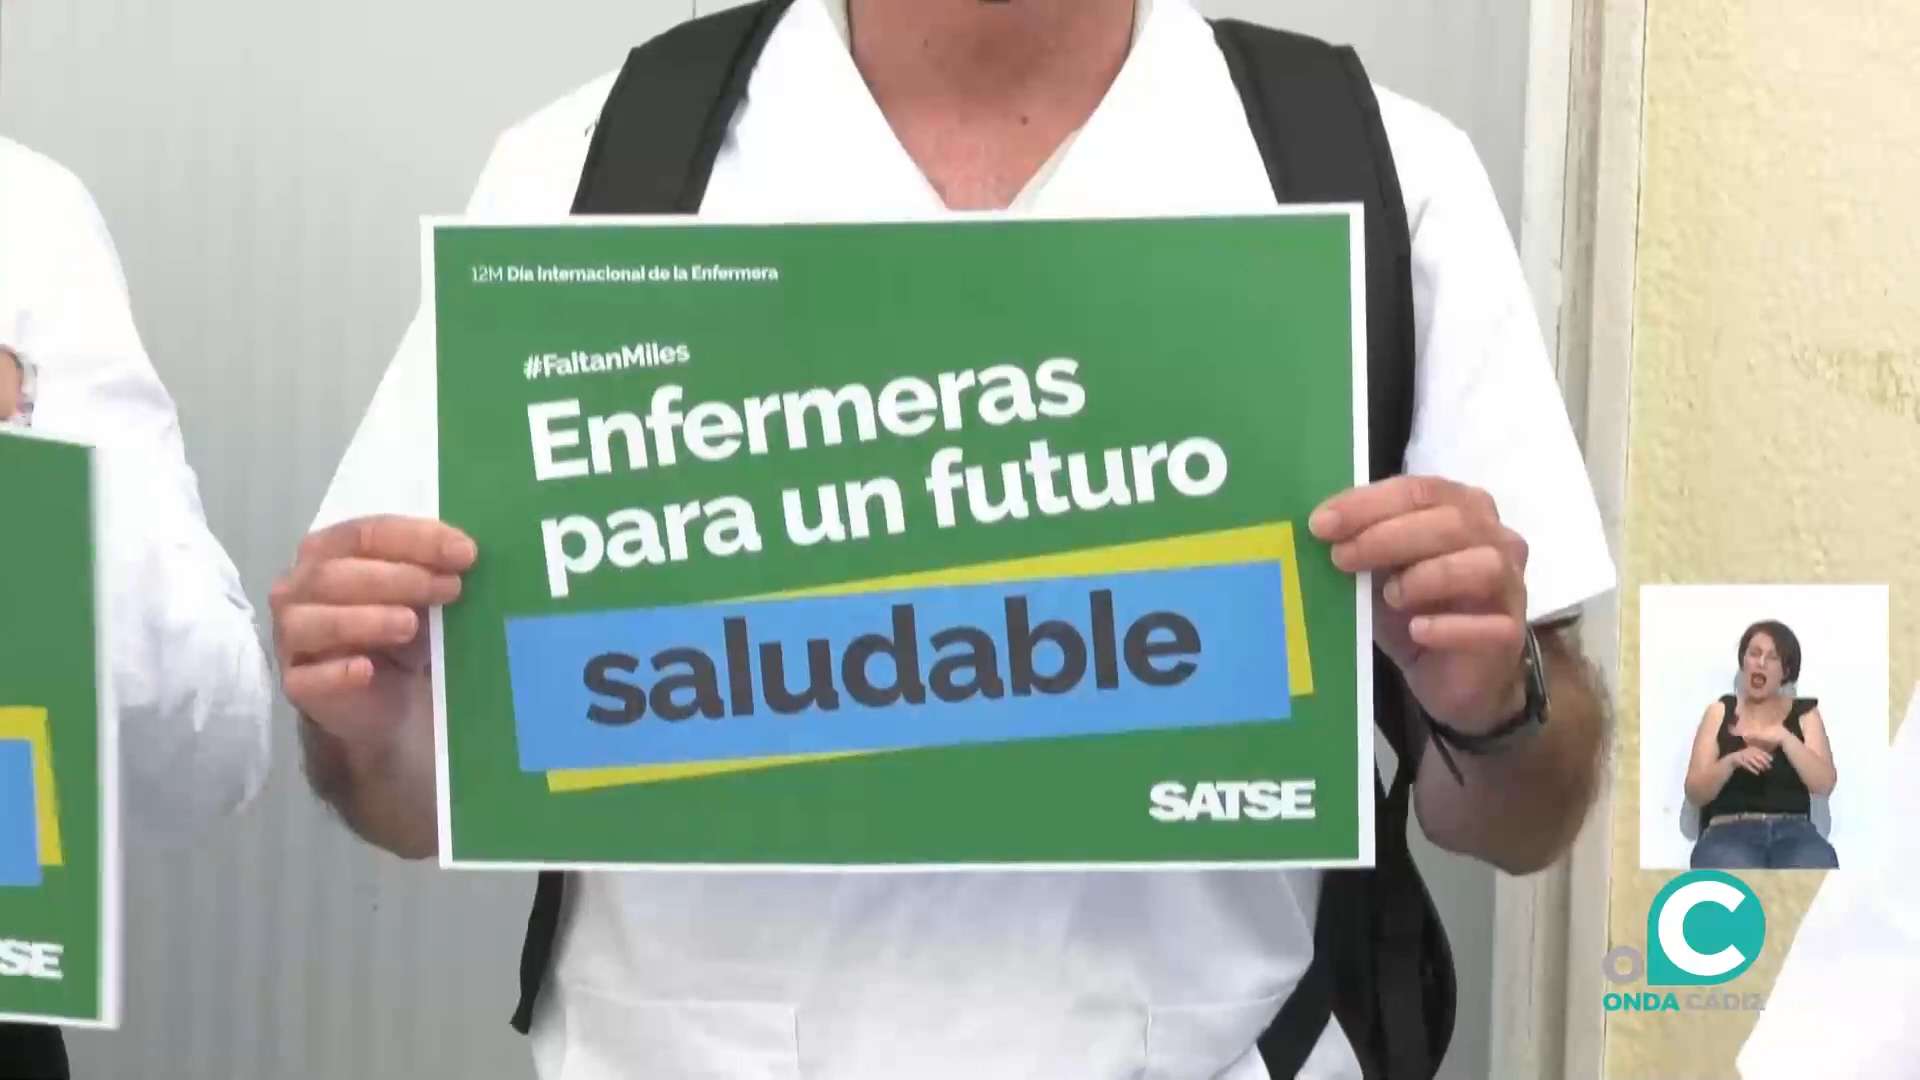 12M Día Internacional de la Enfermera
#FaltanMiles
Enfermeras
para un futuro
saludable
SATSE
SE
ONDA CÁDIZ